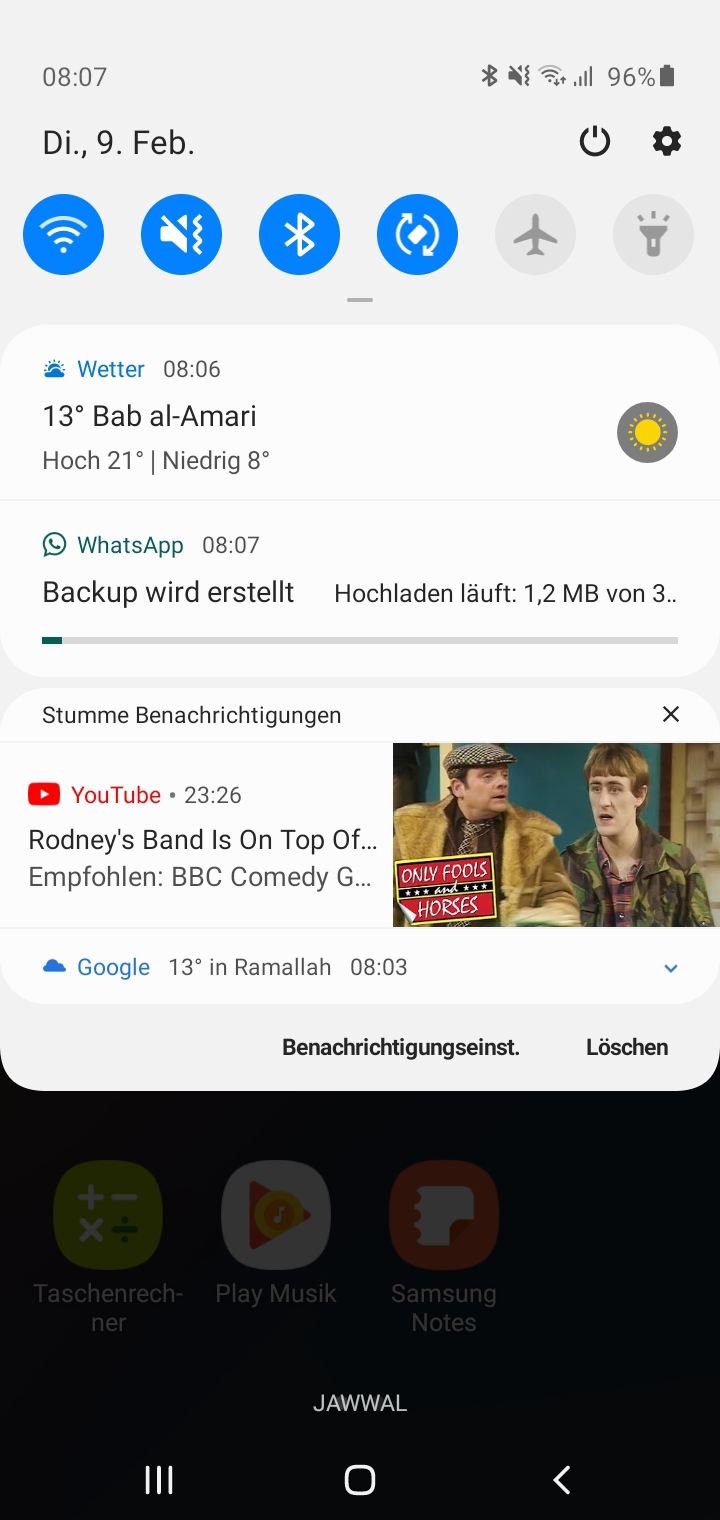 08:07 96%
Di., 9. Feb.
Wetter 08:06
13° Bab al-Amari
Hoch 21° | Niedrig 8°
WhatsApp 08:07
Backup wird erstellt Hochladen läuft: 1,2 MB von 3..
Stumme Benachrichtigungen
YouTube • 23:26
Rodney's Band Is On Top Of...
Empfohlen: BBC Comedy G...
ONLY FOOLS
and
HORSES
Google 13° in Ramallah 08:03
Benachrichtigungseinst. Löschen
Taschenrech-
ner
Play Musik
Samsung
Notes
JAWWAL